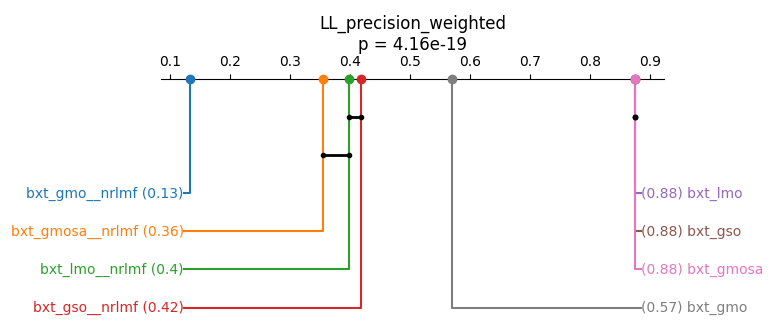 LL_precision_weighted
p = 4.16e-19
0.1 0.2 0.3 0.4 0.5 0.6 0.7 0.8 0.9
bxt_gmo__nrlmf (0.13)
(0.88) bxt_lmo
bxt_gmosa__nrlmf (0.36)
(0.88) bxt_gso
bxt_lmo__nrlmf (0.4)
(0.88) bxt_gmosa
bxt_gso__nrlmf (0.42)
(0.57) bxt_gmo